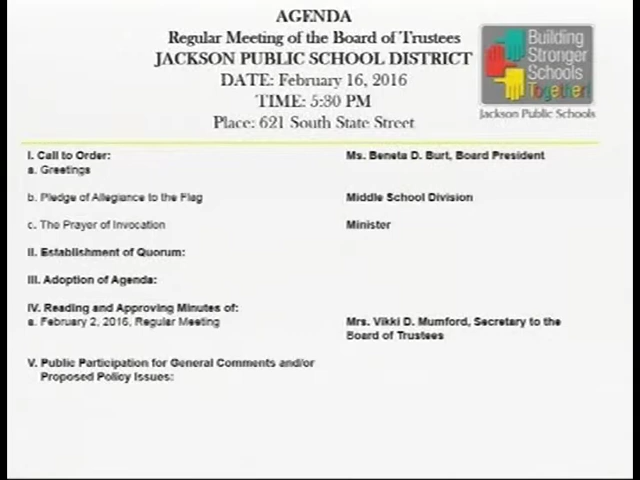 AGENDA
Regular Meeting of the Board of Trustees
JACKSON PUBLIC SCHOOL DISTRICT
DATE: February 16, 2016
TIME: 5:30 PM
Place: 621 South State Street
Building
Stronger
Schools
Together!
Jackson Public Schools
I. Call to Order: Ms. Beneta D. Burt, Board President
a. Greetings
b. Pledge of Allegiance to the Flag Middle School Division
c. The Prayer of Invocation Minister
II. Establishment of Quorum:
III. Adoption of Agenda:
IV. Reading and Approving Minutes of:
a. February 2, 2016, Regular Meeting Mrs. Vikki D. Mumford, Secretary to the
Board of Trustees
V. Public Participation for General Comments and/or
Proposed Policy Issues: